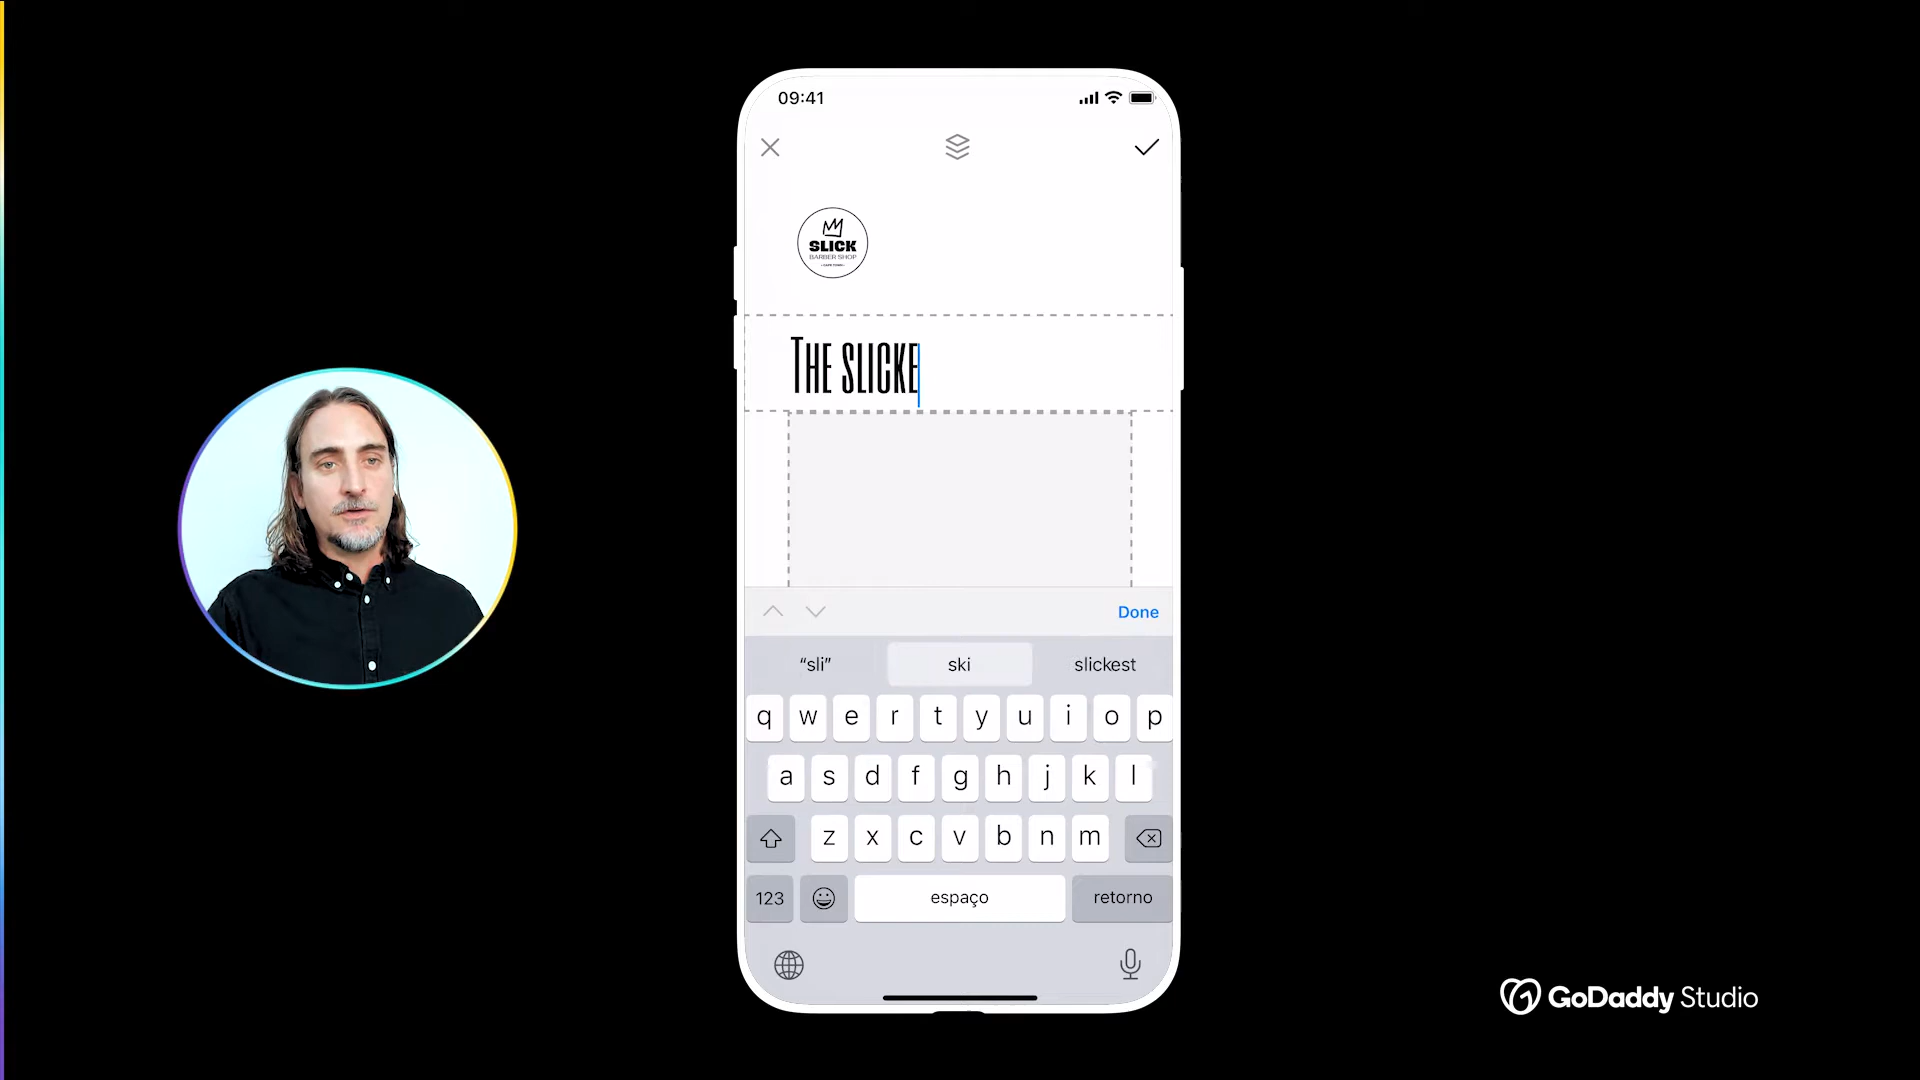 09:41
SLICK
BARBER SHOP
THE SLICKE
Done
“sli” ski slickest
q w e r t y u i o p
a s d f g h j k l
z x c v b n m
123 espaço retorno
GoDaddy Studio